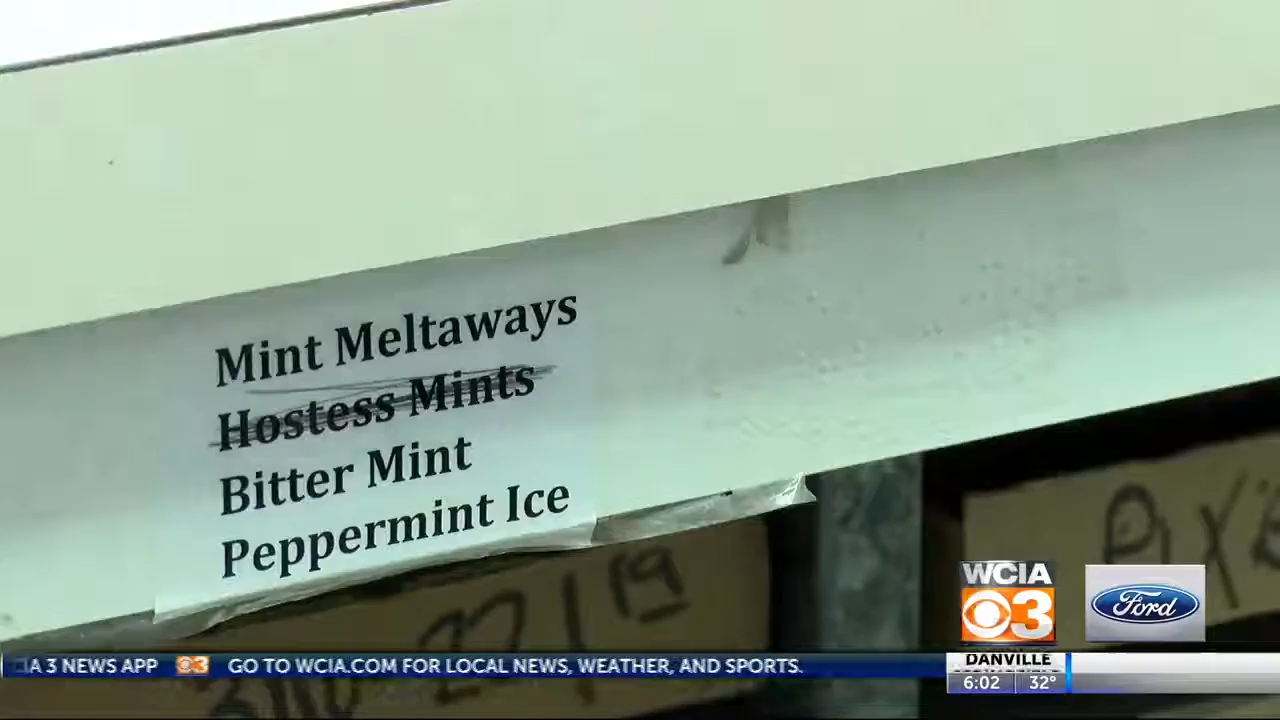 Mint Meltaways
Hostess Mints
Bitter Mint
Peppermint Ice
WCIA
3
Ford
A 3 NEWS APP 3 GO TO WCIA.COM FOR LOCAL NEWS, WEATHER, AND SPORTS.
DANVILLE
6:02 32°